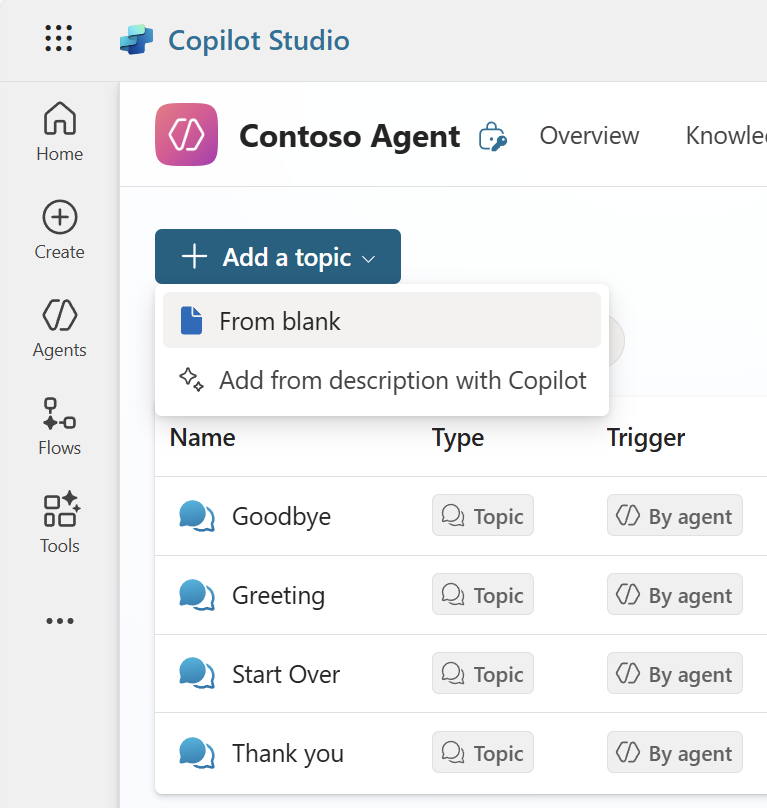 Copilot Studio
Home
Create
Agents
Flows
Tools
Contoso Agent Overview
Add a topic
From blank
Add from description with Copilot
Name Type Trigger
Goodbye Topic By agent
Greeting Topic By agent
Start Over Topic By agent
Thank you Topic By agent